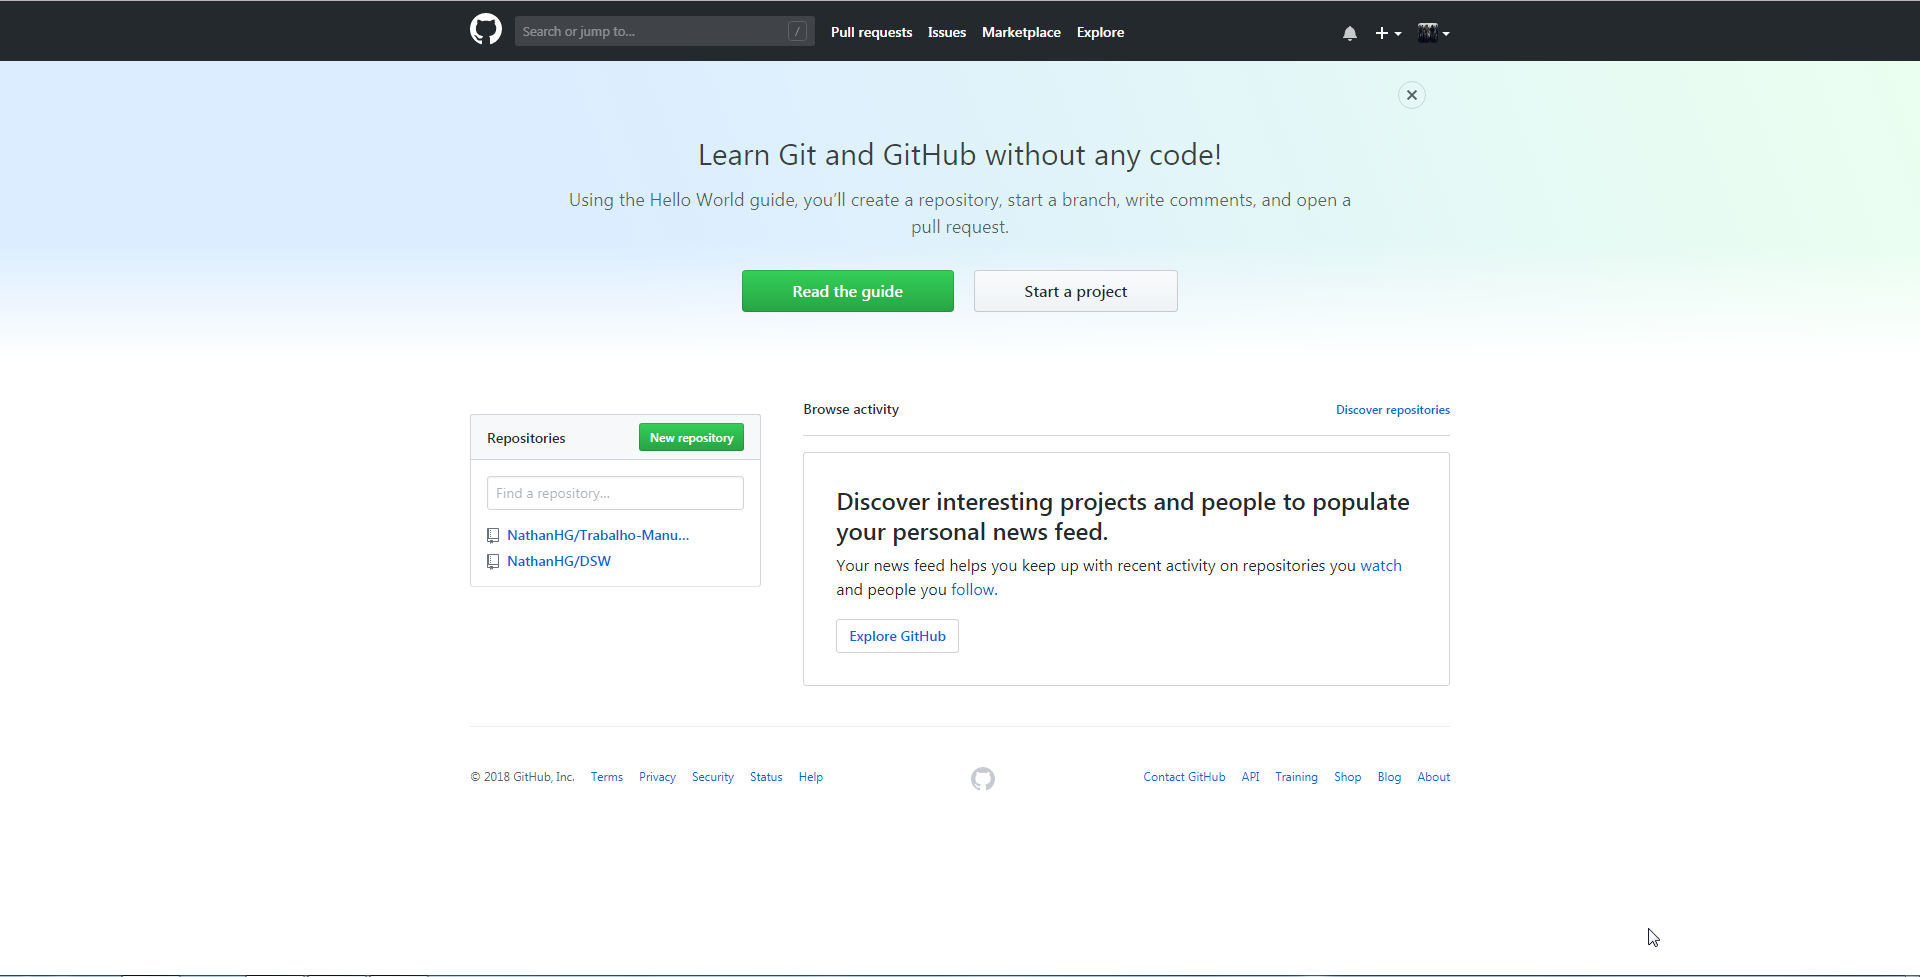 Search or jump to... /
Pull requests Issues Marketplace Explore
Learn Git and GitHub without any code!
Using the Hello World guide, you’ll create a repository, start a branch, write comments, and open a
pull request.
Read the guide
Start a project
Repositories
New repository
Find a repository...
NathanHG/Trabalho-Manu...
NathanHG/DSW
Browse activity
Discover repositories
Discover interesting projects and people to populate
your personal news feed.
Your news feed helps you keep up with recent activity on repositories you watch
and people you follow.
Explore GitHub
© 2018 GitHub, Inc. Terms Privacy Security Status Help
Contact GitHub API Training Shop Blog About